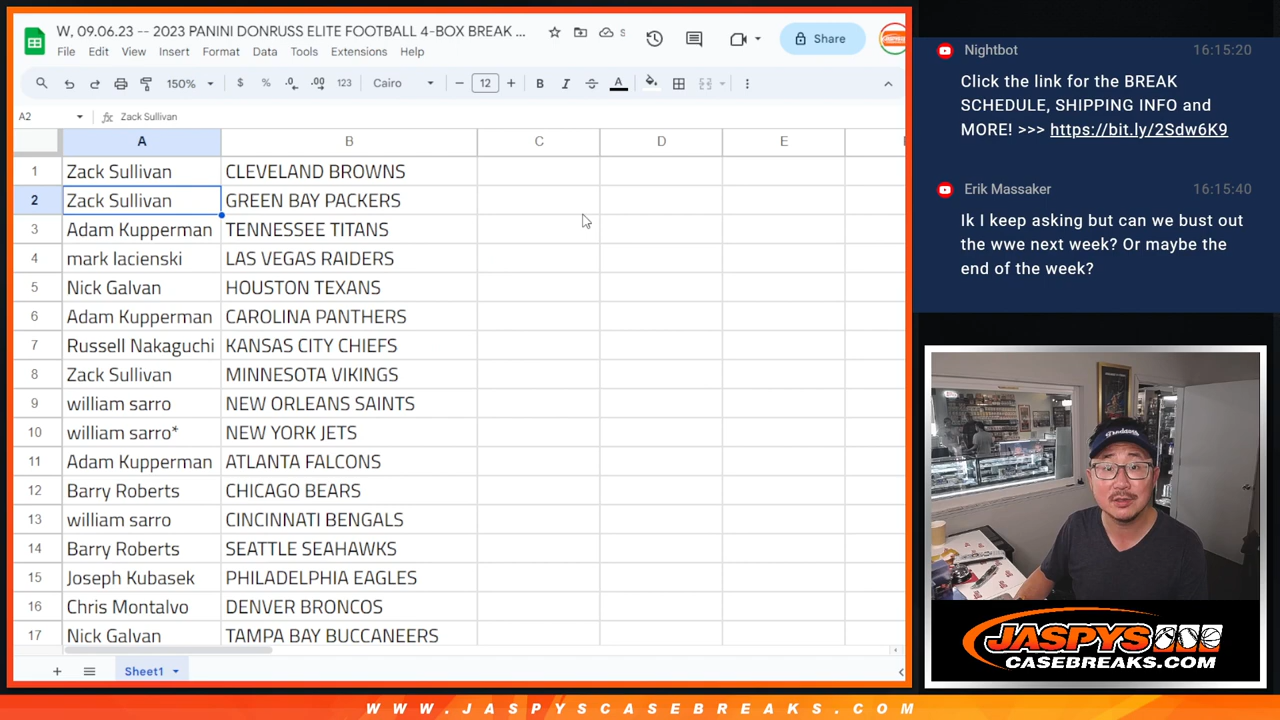 W, 09.06.23 -- 2023 PANINI DONRUSS ELITE FOOTBALL 4-BOX BREAK ...
File Edit View Insert Format Data Tools Extensions Help
Share
150% $ % .0 .00 123 Cairo 12 B I A
A2 fx Zack Sullivan
A B C D E
1 Zack Sullivan CLEVELAND BROWNS
2 Zack Sullivan GREEN BAY PACKERS
3 Adam Kupperman TENNESSEE TITANS
4 mark lacienski LAS VEGAS RAIDERS
5 Nick Galvan HOUSTON TEXANS
6 Adam Kupperman CAROLINA PANTHERS
7 Russell Nakaguchi KANSAS CITY CHIEFS
8 Zack Sullivan MINNESOTA VIKINGS
9 william sarro NEW ORLEANS SAINTS
10 william sarro* NEW YORK JETS
11 Adam Kupperman ATLANTA FALCONS
12 Barry Roberts CHICAGO BEARS
13 william sarro CINCINNATI BENGALS
14 Barry Roberts SEATTLE SEAHAWKS
15 Joseph Kubasek PHILADELPHIA EAGLES
16 Chris Montalvo DENVER BRONCOS
17 Nick Galvan TAMPA BAY BUCCANEERS
Sheet1
Nightbot 16:15:20
Click the link for the BREAK
SCHEDULE, SHIPPING INFO and
MORE! >>> https://bit.ly/2Sdw6K9
Erik Massaker 16:15:40
Ik I keep asking but can we bust out
the wwe next week? Or maybe the
end of the week?
JASPYS
CASEBREAKS.COM
WWW.JASPYSCASEBREAKS.COM